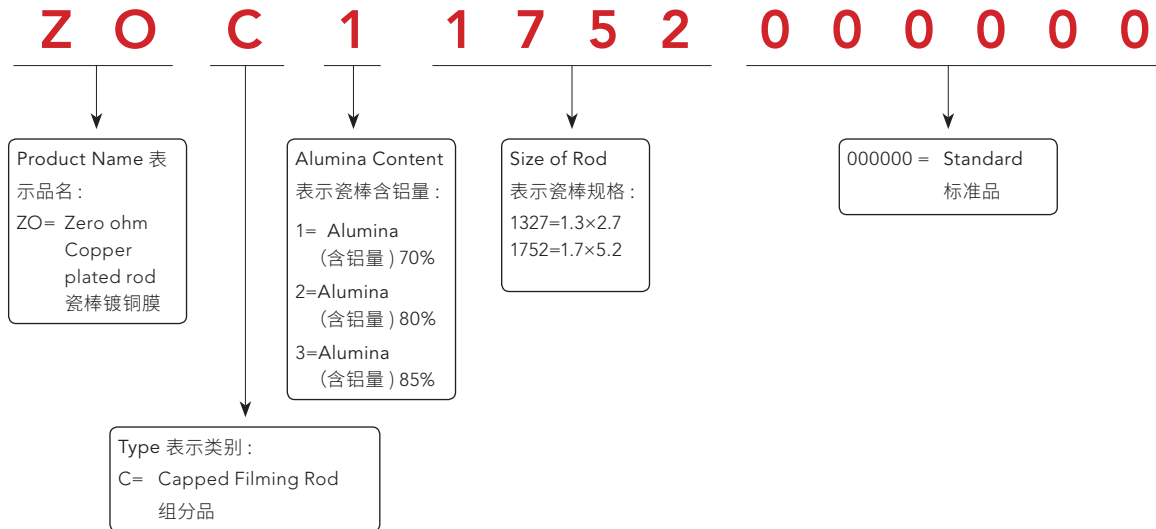 Z O C 1 1 7 5 2 0 0 0 0 0 0
Product Name 表
示品名 :
ZO= Zero ohm
Copper
plated rod
瓷棒镀铜膜
Alumina Content
表示瓷棒含铝量 :
1= Alumina
(含铝量 ) 70%
2=Alumina
(含铝量 ) 80%
3=Alumina
(含铝量 ) 85%
Size of Rod
表示瓷棒规格 :
1327=1.3×2.7
1752=1.7×5.2
000000 = Standard
标准品
Type 表示类别 :
C= Capped Filming Rod
组分品